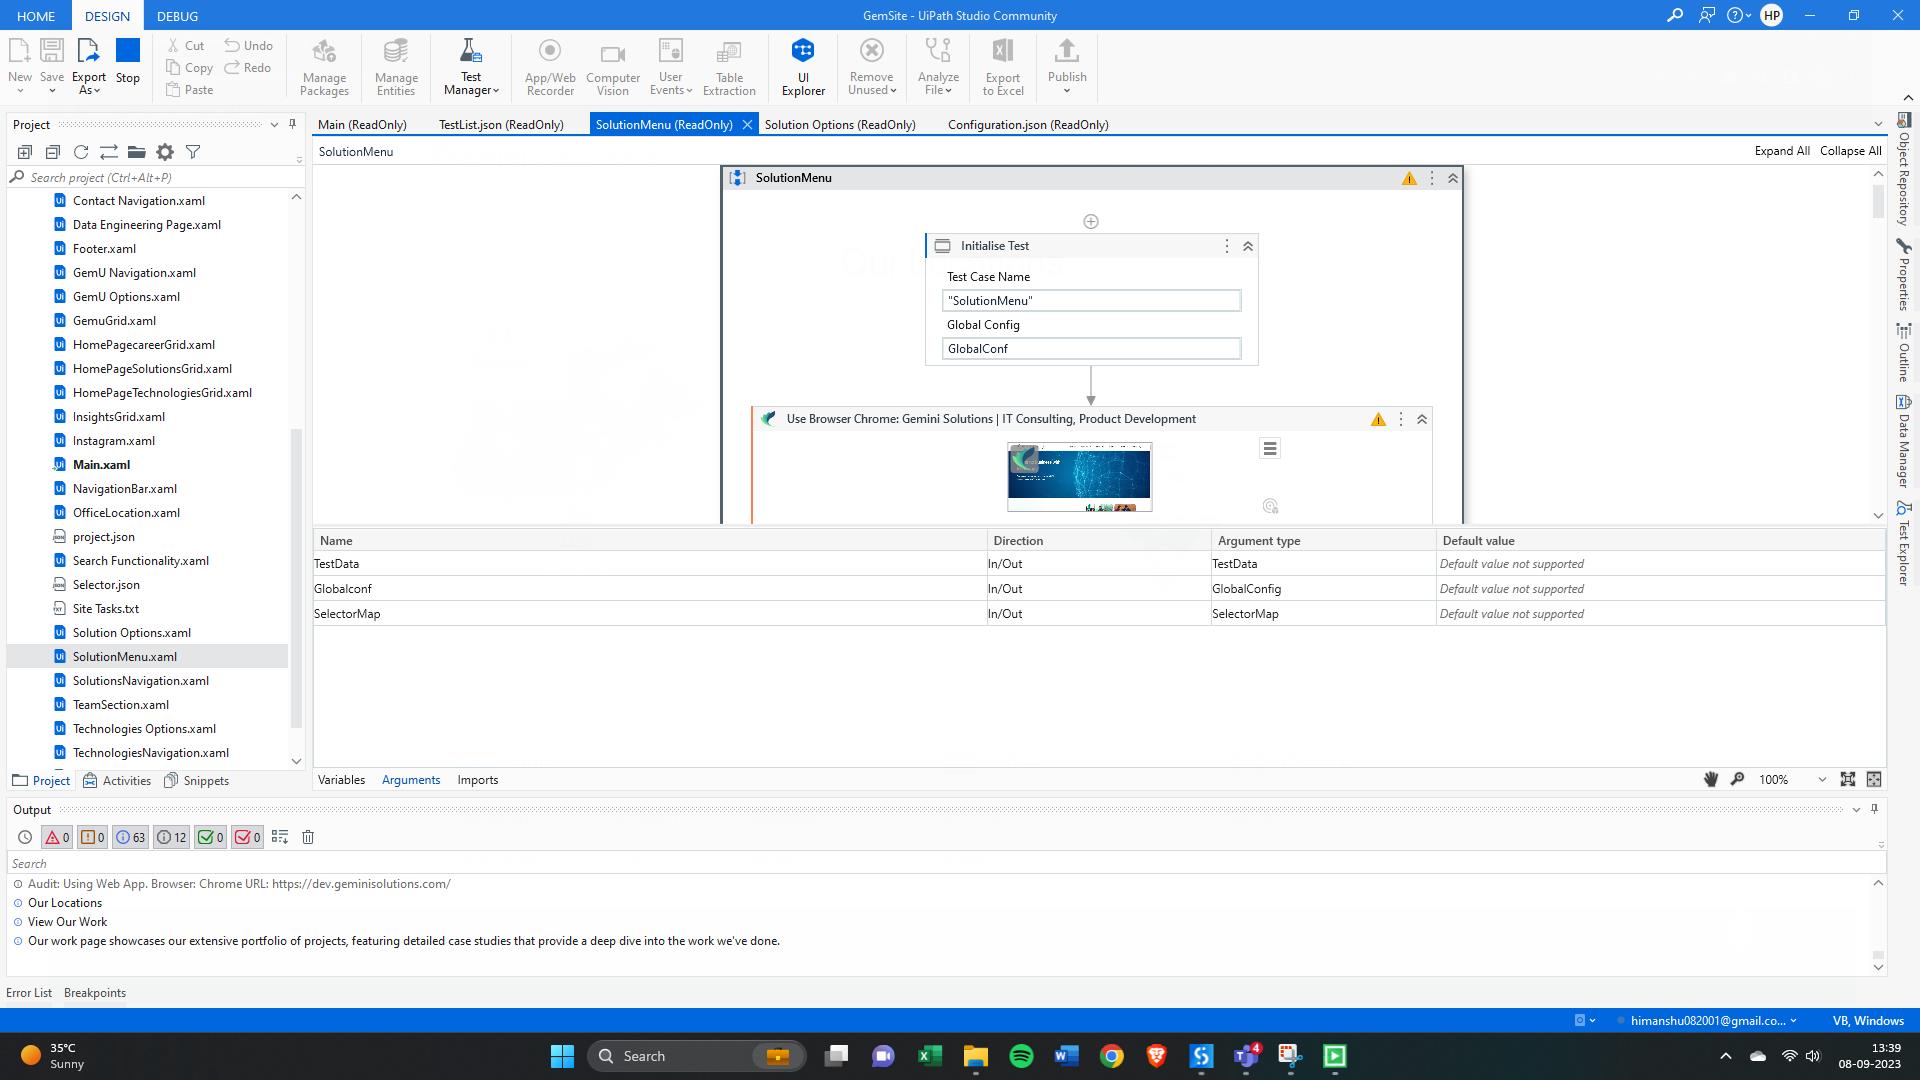 HOME
DESIGN
DEBUG
GemSite - UiPath Studio Community
HP
New
Save
Export As
Stop
Cut
Copy
Paste
Undo
Redo
Manage Packages
Manage Entities
Test Manager
App/Web Recorder
Computer Vision
User Events
Table Extraction
UI Explorer
Remove Unused
Analyze File
Export to Excel
Publish
Project
Main (ReadOnly)
TestList.json (ReadOnly)
SolutionMenu (ReadOnly)
Solution Options (ReadOnly)
Configuration.json (ReadOnly)
SolutionMenu
Expand All
Collapse All
Search project (Ctrl+Alt+P)
Contact Navigation.xaml
Data Engineering Page.xaml
Footer.xaml
GemU Navigation.xaml
GemU Options.xaml
GemuGrid.xaml
HomePagecareerGrid.xaml
HomePageSolutionsGrid.xaml
HomePageTechnologiesGrid.xaml
InsightsGrid.xaml
Instagram.xaml
Main.xaml
NavigationBar.xaml
OfficeLocation.xaml
project.json
Search Functionality.xaml
Selector.json
Site Tasks.txt
Solution Options.xaml
SolutionMenu.xaml
SolutionsNavigation.xaml
TeamSection.xaml
Technologies Options.xaml
TechnologiesNavigation.xaml
Project
Activities
Snippets
SolutionMenu
Initialise Test
Test Case Name
"SolutionMenu"
Global Config
GlobalConf
Use Browser Chrome: Gemini Solutions | IT Consulting, Product Development
Name Direction Argument type Default value
TestData In/Out TestData Default value not supported
Globalconf In/Out GlobalConfig Default value not supported
SelectorMap In/Out SelectorMap Default value not supported
Variables
Arguments
Imports
100%
Object Repository
Properties
Outline
Data Manager
Test Explorer
Output
0
0
63
12
0
0
Search
Audit: Using Web App. Browser: Chrome URL: https://dev.geminisolutions.com/
Our Locations
View Our Work
Our work page showcases our extensive portfolio of projects, featuring detailed case studies that provide a deep dive into the work we've done.
Error List
Breakpoints
himanshu082001@gmail.co...
VB, Windows
35°C
Sunny
Search
4
13:39
08-09-2023